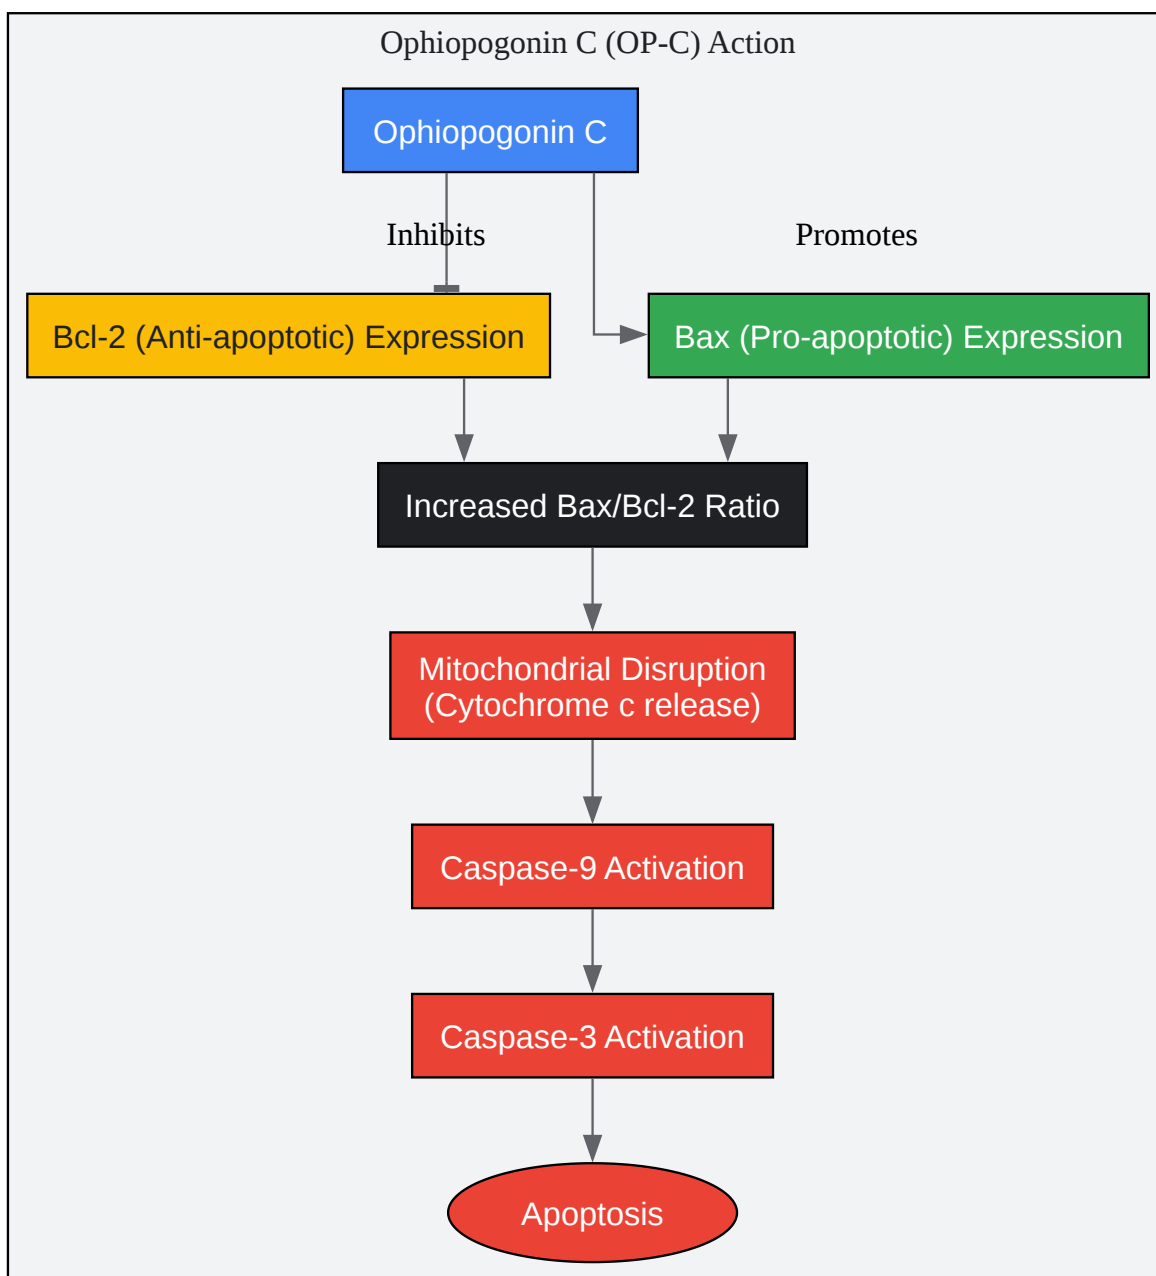 Ophiopogonin C (OP-C) Action
Ophiopogonin C
Inhibits
Promotes
Bcl-2 (Anti-apoptotic) Expression
Bax (Pro-apoptotic) Expression
Increased Bax/Bcl-2 Ratio
Mitochondrial Disruption
(Cytochrome c release)
Caspase-9 Activation
Caspase-3 Activation
Apoptosis